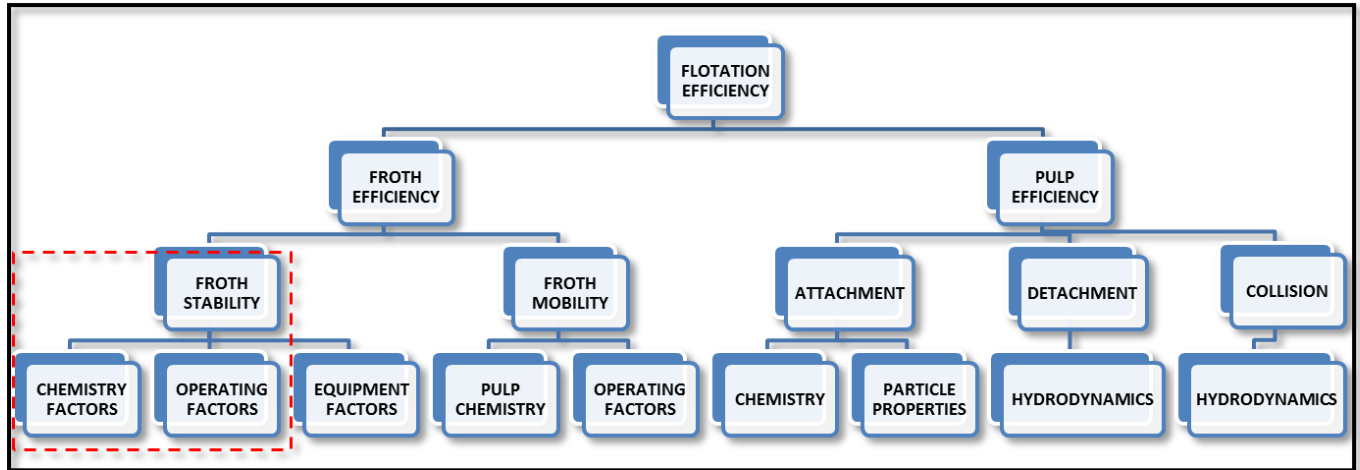 FLOTATION
EFFICIENCY
FROTH
EFFICIENCY
PULP
EFFICIENCY
FROTH
STABILITY
FROTH
MOBILITY
ATTACHMENT
DETACHMENT
COLLISION
CHEMISTRY
FACTORS
OPERATING
FACTORS
EQUIPMENT
FACTORS
PULP
CHEMISTRY
OPERATING
FACTORS
CHEMISTRY
PARTICLE
PROPERTIES
HYDRODYNAMICS
HYDRODYNAMICS